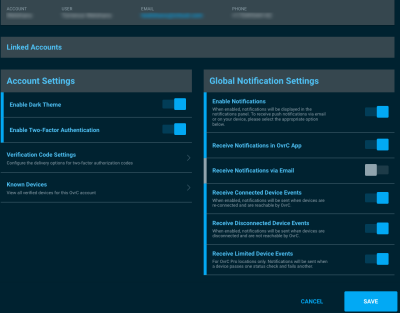 ACCOUNT
USER
EMAIL
PHONE
Linked Accounts
Account Settings
Enable Dark Theme
Enable Two-Factor Authentication
Verification Code Settings
Configure the delivery options for two factor authorization codes
Known Devices
View all verified devices for this OvrC account
Global Notification Settings
Enable Notifications
When enabled, notifications will be displayed in the
notifications panel. To receive push notifications via email
or on your device, please select the appropriate option
below.
Receive Notifications in OvrC App
Receive Notifications via Email
Receive Connected Device Events
When enabled, notifications will be sent when devices are
re-connected and are reachable by OvrC.
Receive Disconnected Device Events
When enabled, notifications will be sent when devices are
disconnected and are not reachable by OvrC.
Receive Limited Device Events
For OvrC Pro locations only. Notifications will be sent when
a device passes one status check and fails another.
CANCEL
SAVE